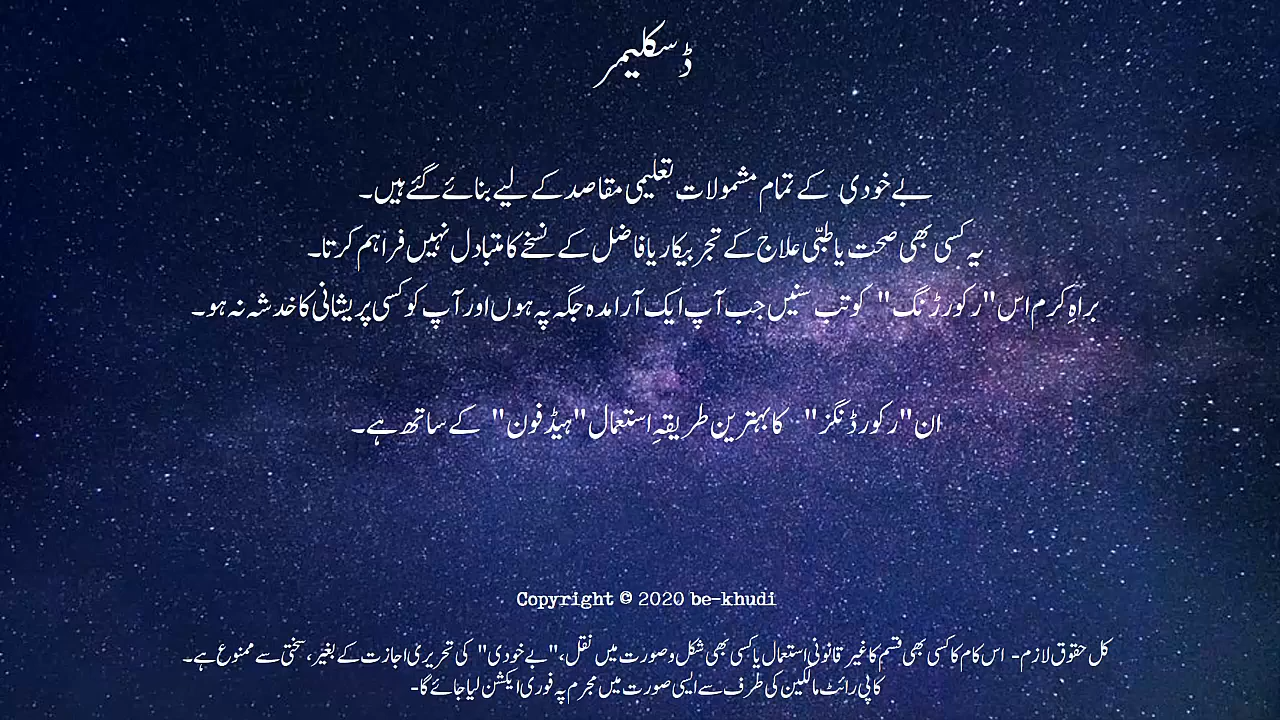 ڈسکلیمر
بے خودی کے تمام مشمولات تعلیمی مقاصد کے لیے بنائے گئے ہیں۔
یہ کسی بھی صحت یا طبّی علاج کے تجربیکار یا فاضل کے نسخے کا متبادل نہیں فراہم کرتا۔
براہِ کرم اس "رکورڑنگ" کو تب سنیں جب آپ ایک آرامدہ جگہ پہ ہوں اور آپ کو کسی پریشانی کا خدشہ نہ ہو۔
ان "رکورڈنگز" کا بہترین طریقہِ استعمال "ہیڈفون" کے ساتھ ہے۔
Copyright © 2020 be-khudi
کل حقوق لازم- اس کام کا کسی بھی قسم کا غیر قانونی استعمال یا کسی بھی شکل و صورت میں نقل، "بے خودی" کی تحریری اجازت کے بغیر، سختی سے ممنوع ہے۔
کاپی رائٹ مالکین کی طرف سے ایسی صورت میں مجرم پہ فوری ایکشن لیا جائے گا-